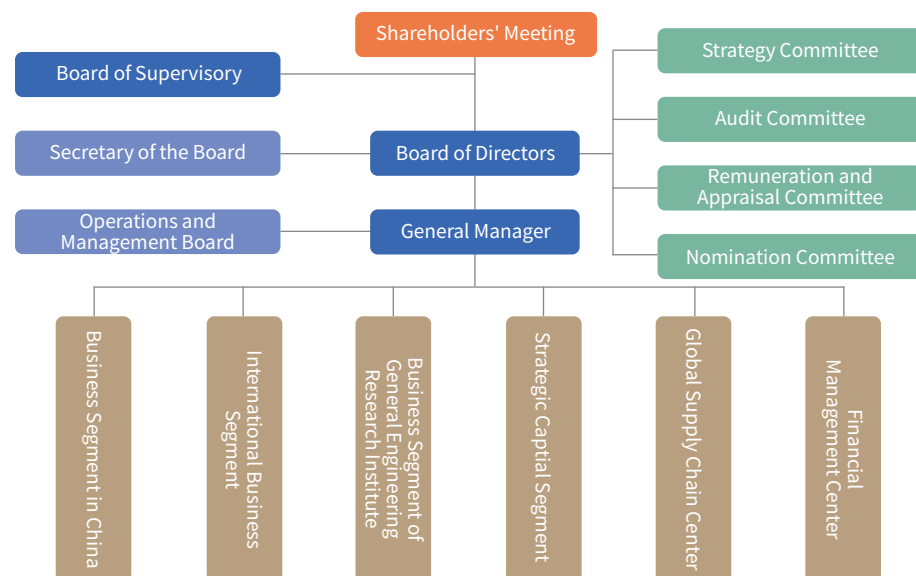 Shareholders' Meeting
Board of Supervisory
Strategy Committee
Audit Committee
Secretary of the Board
Board of Directors
Remuneration and
Appraisal Committee
Operations and
Management Board
General Manager
Nomination Committee
Business Segment in China
International Business
Segment
Business Segment of
General Engineering
Research Institute
Strategic Captial Segment
Global Supply Chain Center
Financial
Management Center